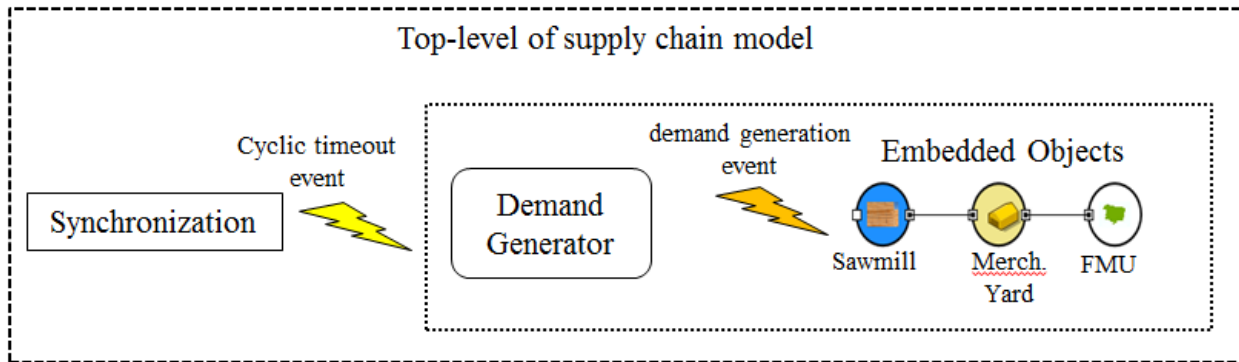 Top-level of supply chain model
Cyclic timeout
event
Synchronization
Demand
Generator
demand generation
event
Embedded Objects
Sawmill
Merch.
Yard
FMU